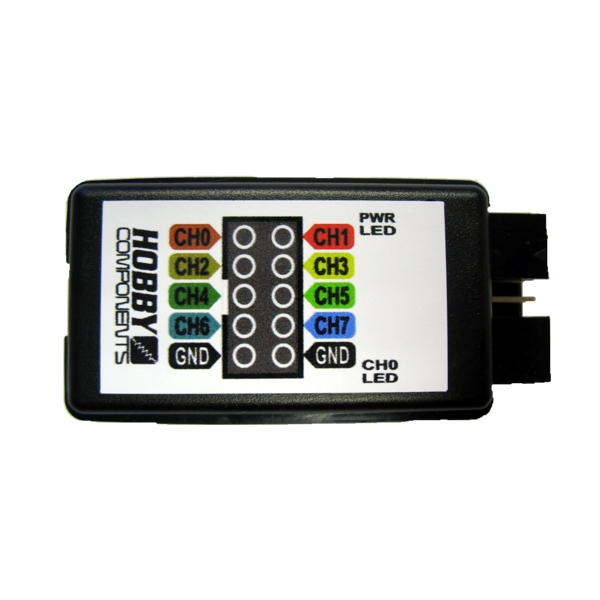 HOBBY
COMPONENTS
PWR
LED
CH0 CH1
CH2 CH3
CH4 CH5
CH6 CH7
GND GND
CH0
LED